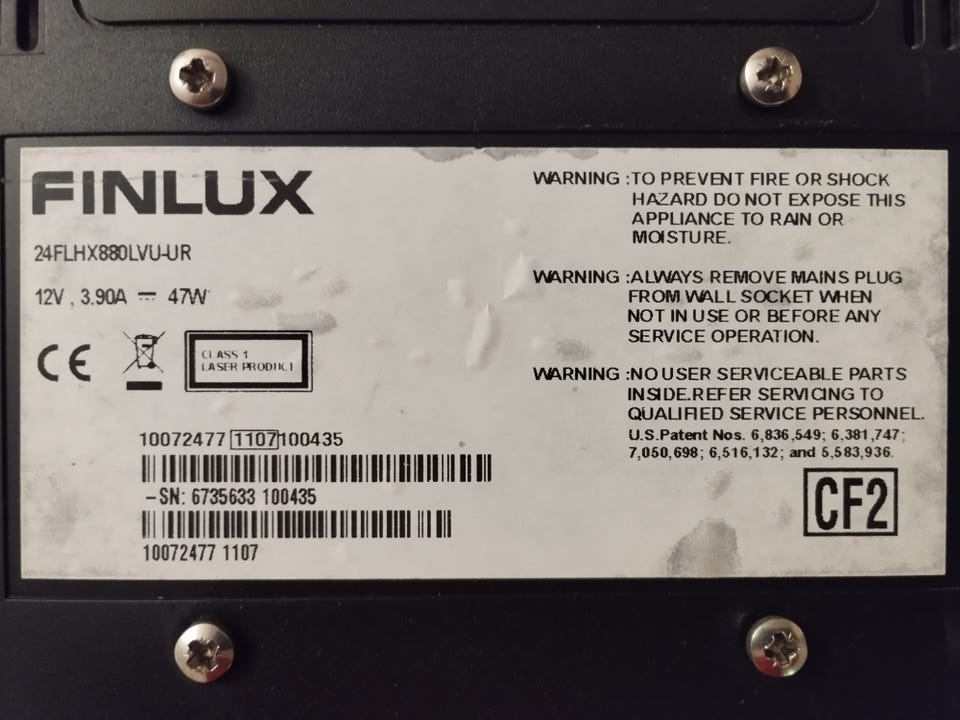 FINLUX
24FLHX880LVU-UR
12V , 3.90A ⎓ 47W
CE
CLASS 1
LASER PRODUCT
10072477 1107 100435
-SN: 6735633 100435
10072477 1107
WARNING :TO PREVENT FIRE OR SHOCK
HAZARD DO NOT EXPOSE THIS
APPLIANCE TO RAIN OR
MOISTURE.
WARNING :ALWAYS REMOVE MAINS PLUG
FROM WALL SOCKET WHEN
NOT IN USE OR BEFORE ANY
SERVICE OPERATION.
WARNING :NO USER SERVICEABLE PARTS
INSIDE.REFER SERVICING TO
QUALIFIED SERVICE PERSONNEL.
U.S.Patent Nos. 6,836,549; 6,381,747;
7,050,698; 6,516,132; and 5,583,936.
CF2